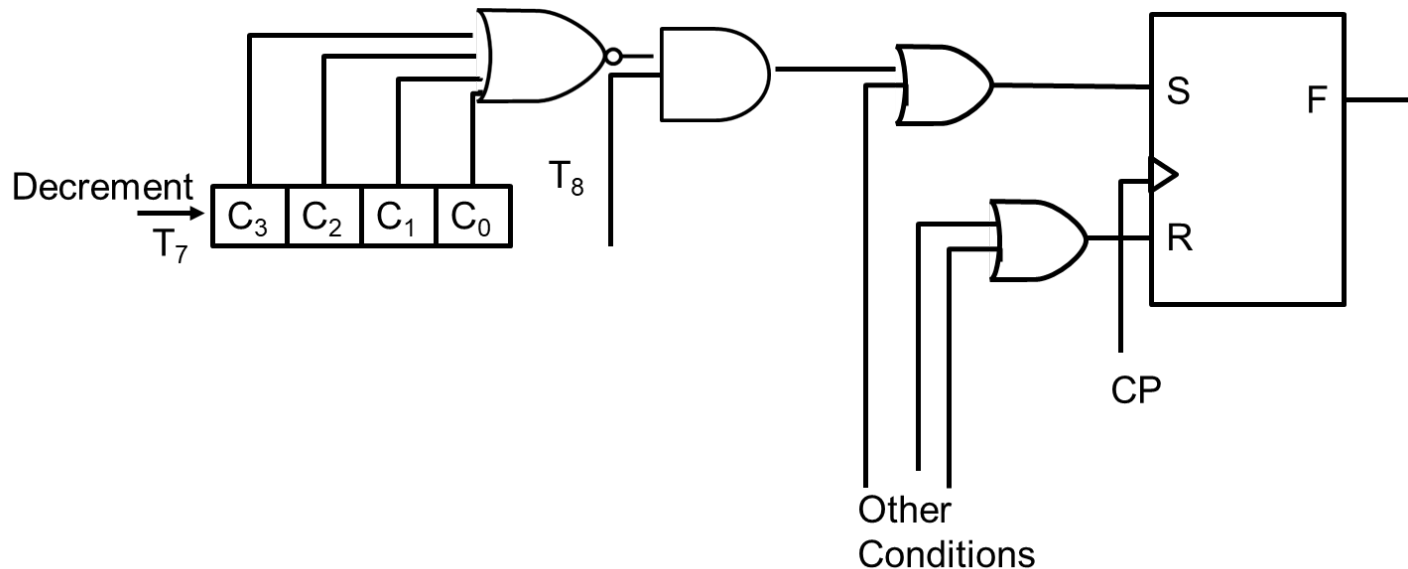 Decrement
T₇
C₃ C₂ C₁ C₀
T₈
S
F
R
CP
Other
Conditions